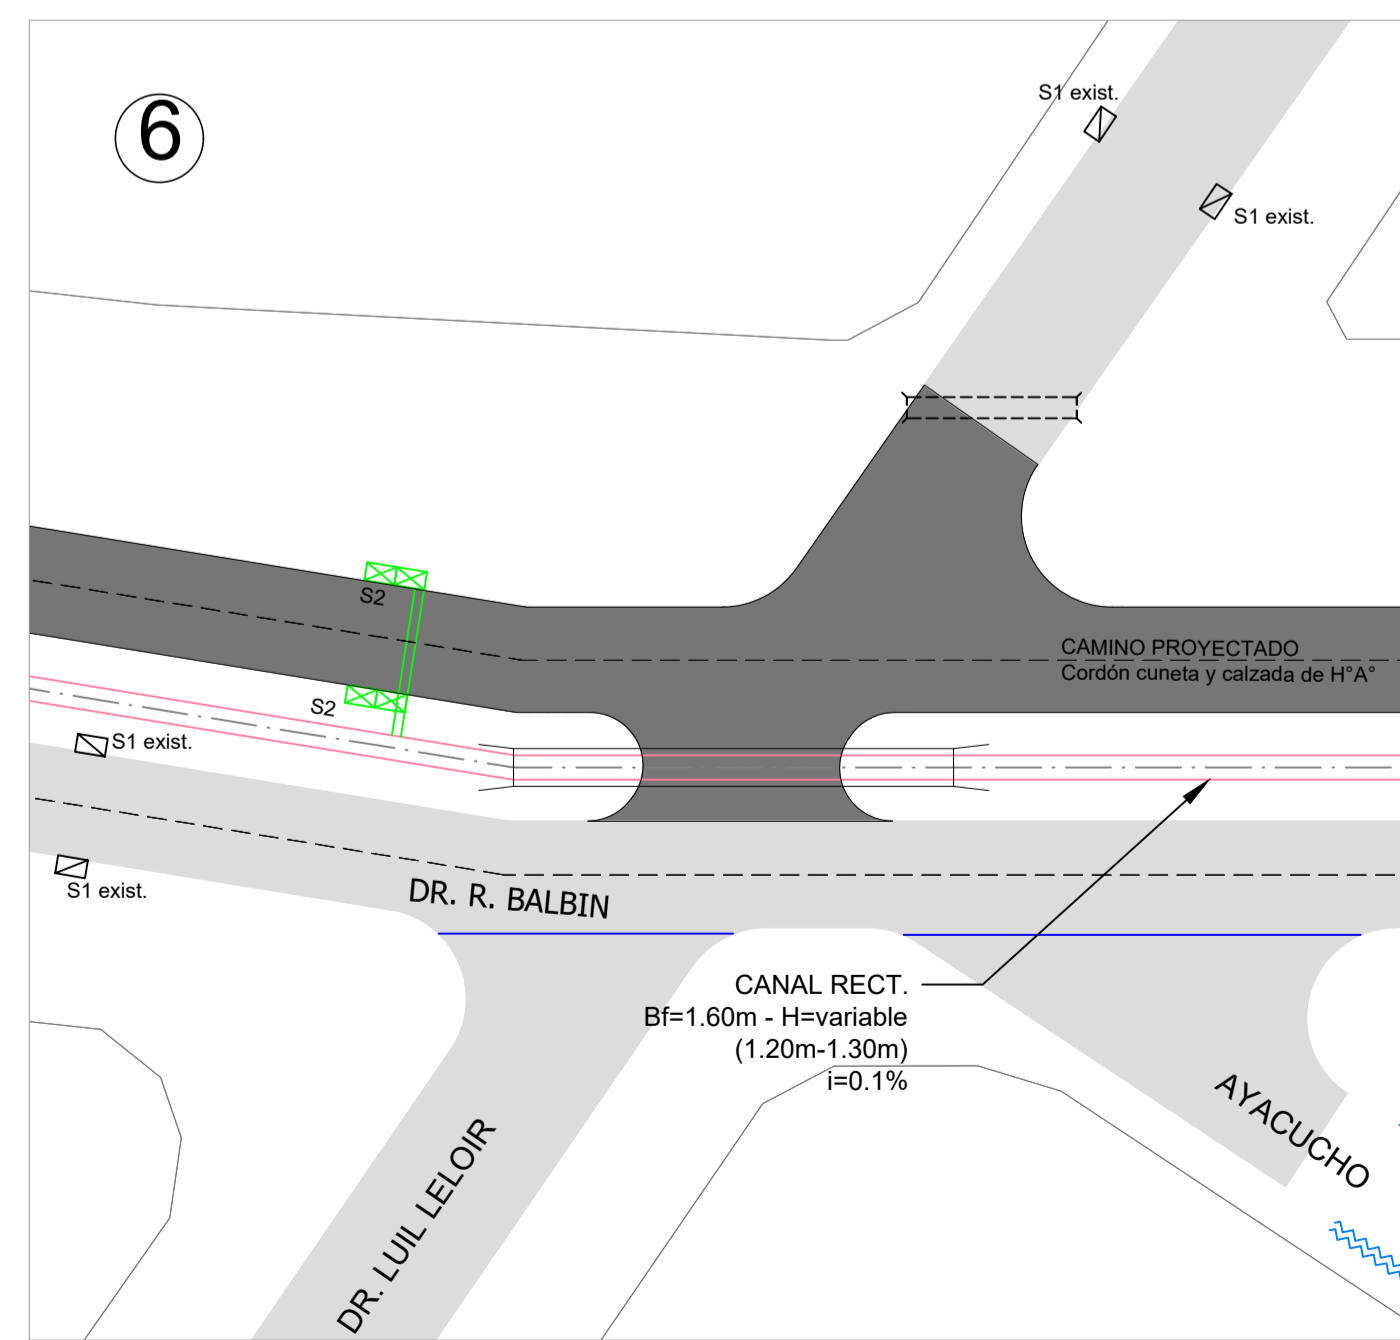 6
S1 exist.
S1 exist.
S2
CAMINO PROYECTADO
Cordón cuneta y calzada de H°A°
S2
S1 exist.
S1 exist.
DR. R. BALBIN
CANAL RECT.
Bf=1.60m - H=variable
(1.20m-1.30m)
i=0.1%
AYACUCHO
DR. LUIL LELOIR